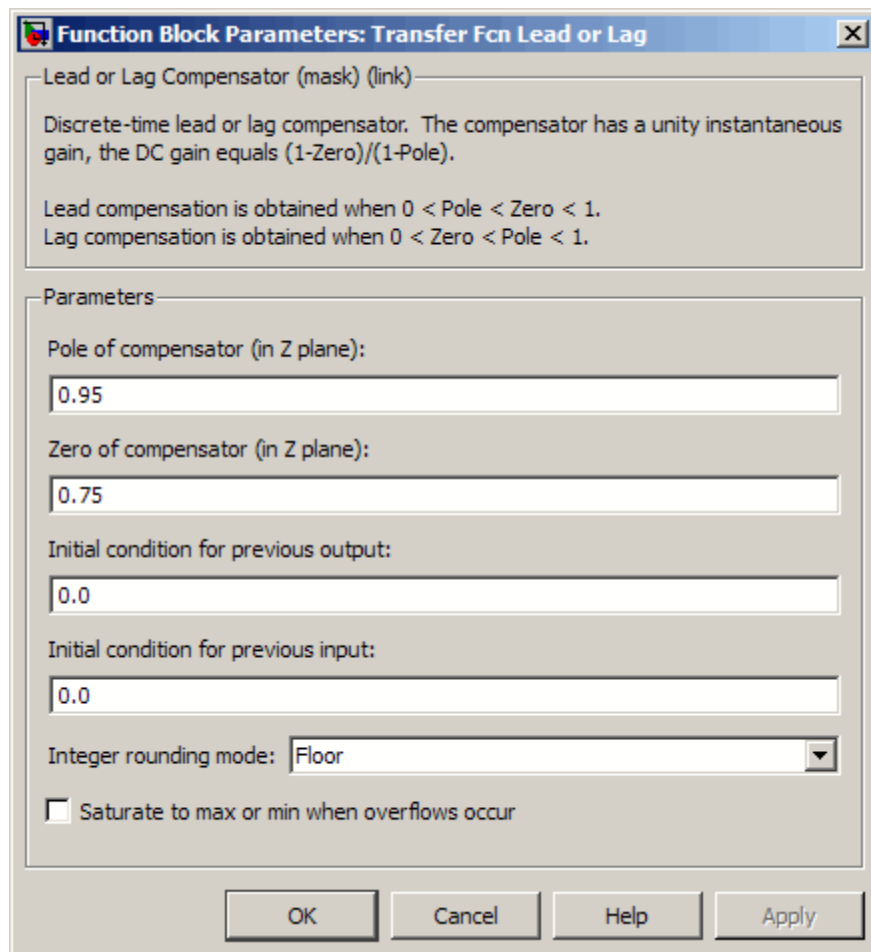 Function Block Parameters: Transfer Fcn Lead or Lag
Lead or Lag Compensator (mask) (link)
Discrete-time lead or lag compensator.  The compensator has a unity instantaneous
gain, the DC gain equals (1-Zero)/(1-Pole).
Lead compensation is obtained when 0 < Pole < Zero < 1.
Lag compensation is obtained when 0 < Zero < Pole < 1.
Parameters
Pole of compensator (in Z plane):
0.95
Zero of compensator (in Z plane):
0.75
Initial condition for previous output:
0.0
Initial condition for previous input:
0.0
Integer rounding mode: Floor
Saturate to max or min when overflows occur
OK Cancel Help Apply